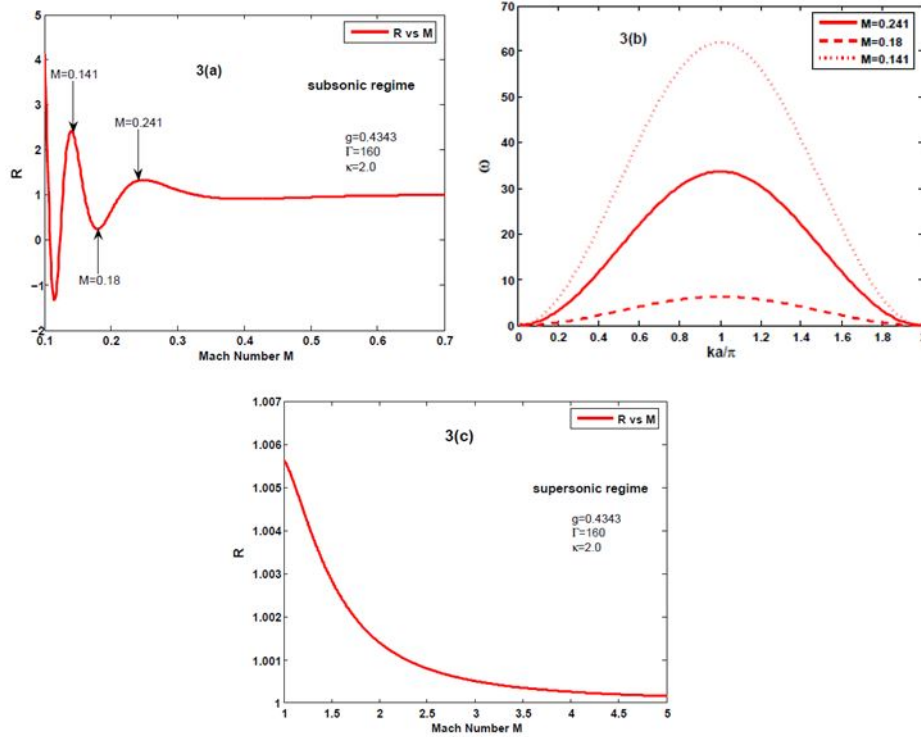 5
4
3
2
1
0
-1
-2
R
R vs M
3(a)
M=0.141
subsonic regime
M=0.241
g=0.4343
Γ=160
κ=2.0
M=0.18
0.1
0.2
0.3
0.4
0.5
0.6
0.7
Mach Number M
70
60
50
40
30
20
10
0
ω
3(b)
M=0.241
M=0.18
M=0.141
0
0.2
0.4
0.6
0.8
1.0
1.2
1.4
1.6
1.8
ka/π
1.007
1.006
1.005
1.004
1.003
1.002
1.001
1
R
R vs M
3(c)
supersonic regime
g=0.4343
Γ=160
κ=2.0
1
1.5
2
2.5
3
3.5
4
4.5
5
Mach Number M